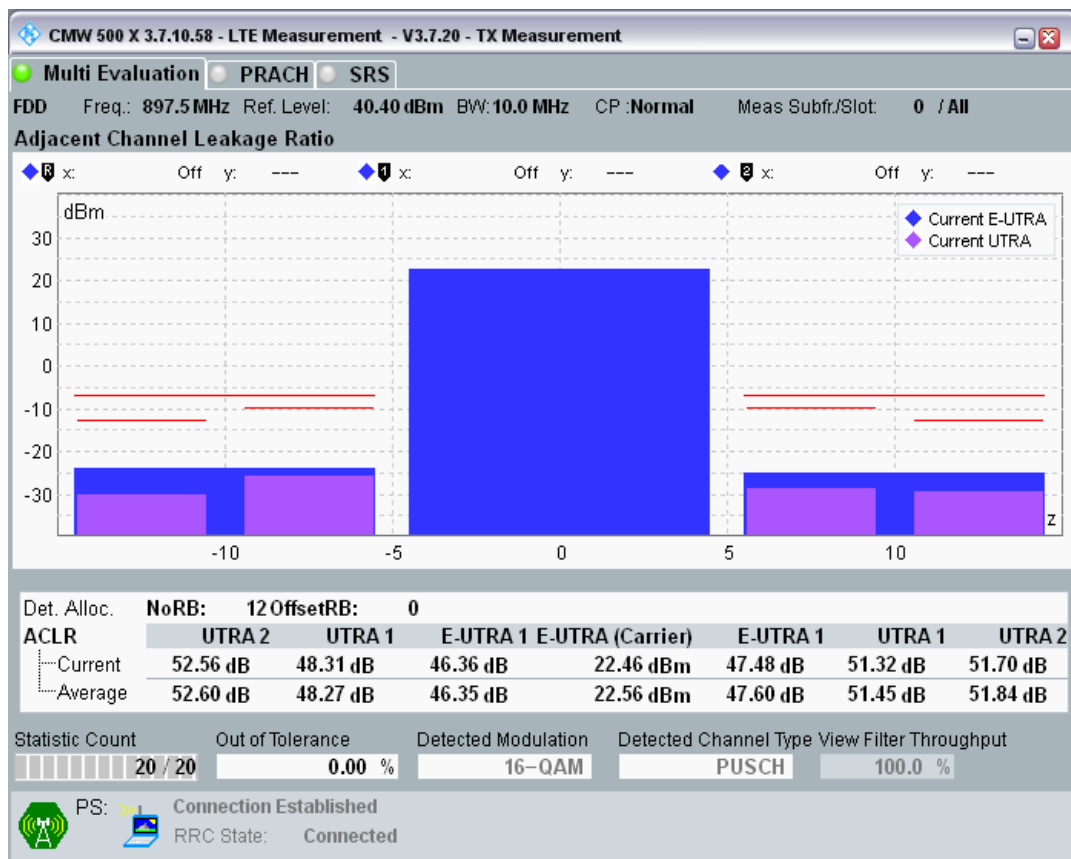 CMW 500 X 3.7.10.58 - LTE Measurement - V3.7.20 - TX Measurement
Multi Evaluation PRACH SRS
FDD Freq.: 897.5 MHz Ref. Level: 40.40 dBm BW: 10.0 MHz CP :Normal Meas Subfr./Slot: 0 / All
Adjacent Channel Leakage Ratio
R x: Off y: --- 1 x: Off y: --- 2 x: Off y: ---
dBm
Current E-UTRA
Current UTRA
30
20
10
0
-10
-20
-30
z
-10 -5 0 5 10
Det. Alloc. NoRB: 12 OffsetRB: 0
ACLR UTRA 2 UTRA 1 E-UTRA 1 E-UTRA (Carrier) E-UTRA 1 UTRA 1 UTRA 2
Current 52.56 dB 48.31 dB 46.36 dB 22.46 dBm 47.48 dB 51.32 dB 51.70 dB
Average 52.60 dB 48.27 dB 46.35 dB 22.56 dBm 47.60 dB 51.45 dB 51.84 dB
Statistic Count Out of Tolerance Detected Modulation Detected Channel Type View Filter Throughput
20 / 20 0.00 % 16-QAM PUSCH 100.0 %
PS: Connection Established
RRC State: Connected